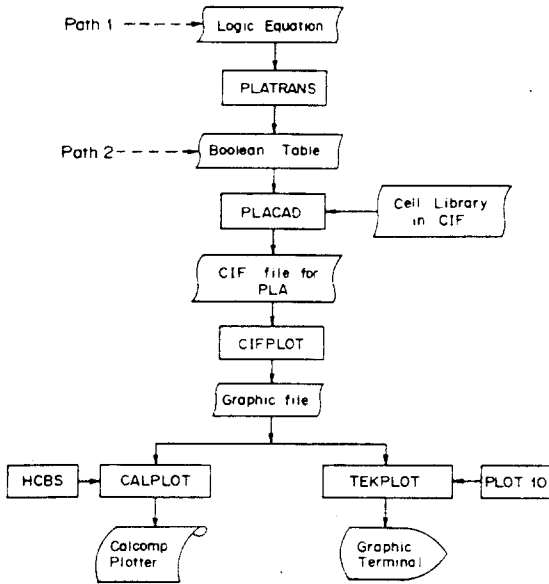 Path 1
Logic Equation
PLATRANS
Path 2
Boolean Table
PLACAD
Cell Library
in CIF
CIF file for
PLA
CIFPLOT
Graphic file
HCBS
CALPLOT
TEKPLOT
PLOT 10
Calcomp
Plotter
Graphic
Terminal